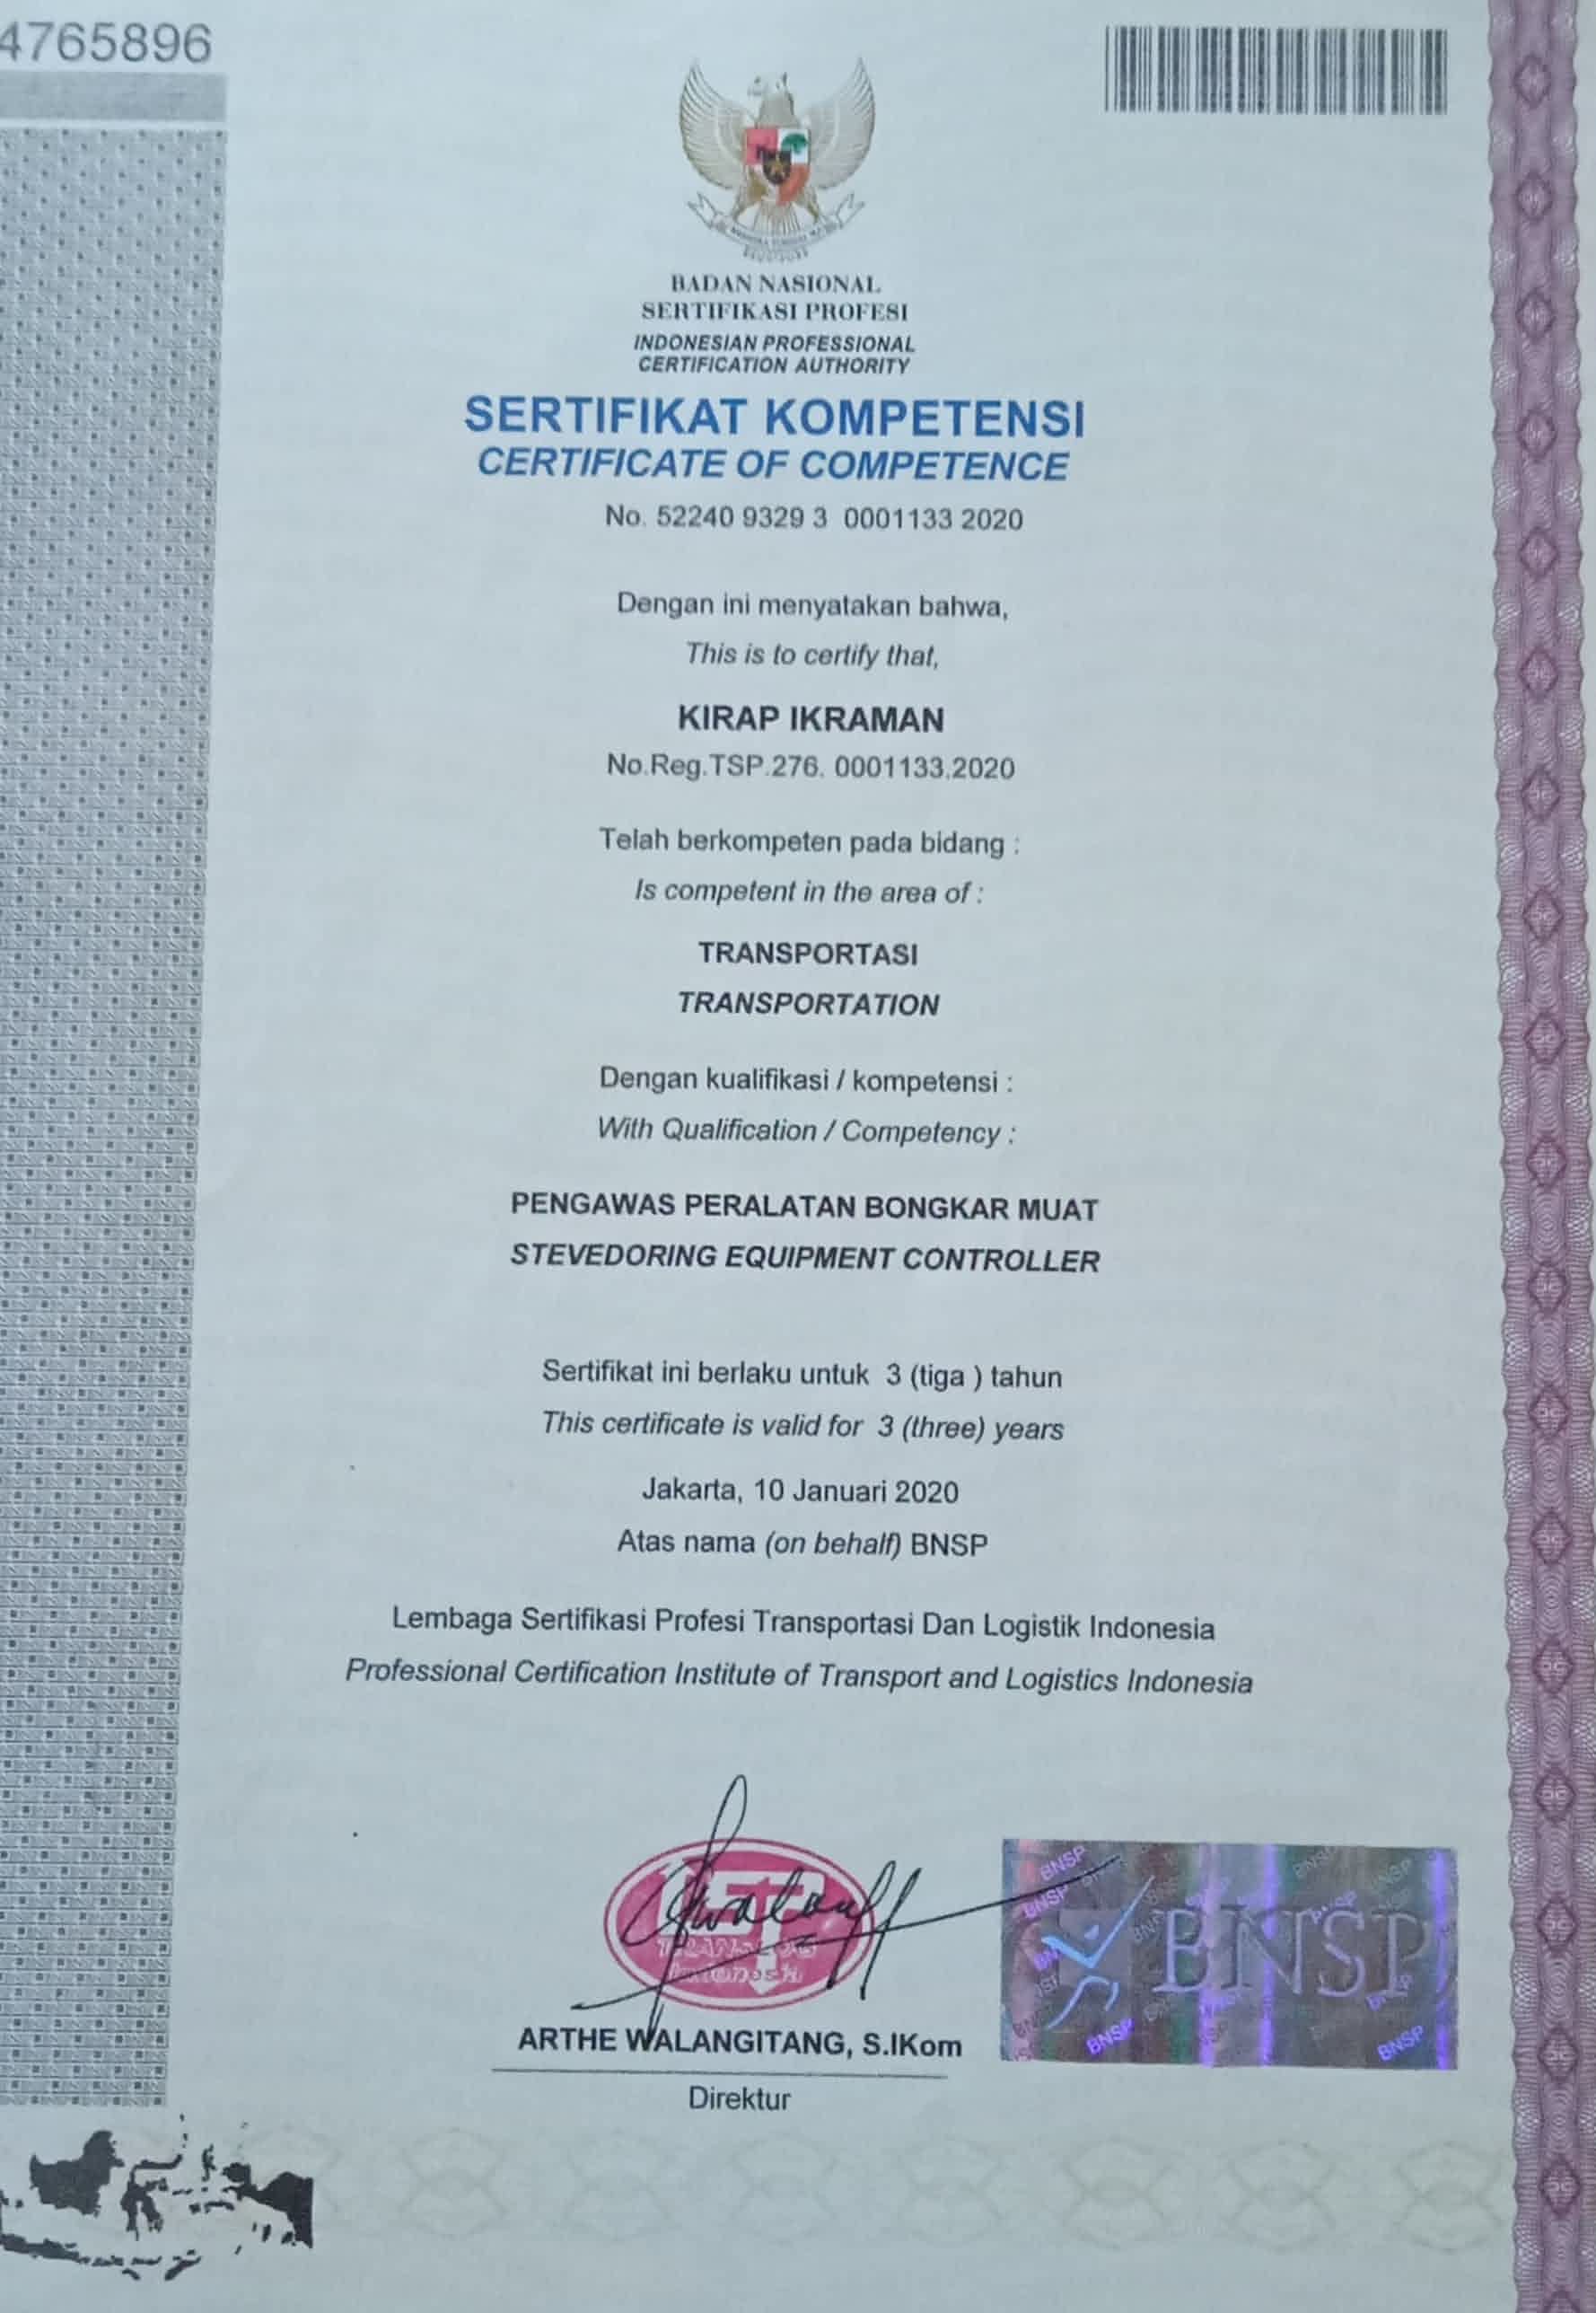 4765896
BADAN NASIONAL
SERTIFIKASI PROFESI
INDONESIAN PROFESSIONAL
CERTIFICATION AUTHORITY
SERTIFIKAT KOMPETENSI
CERTIFICATE OF COMPETENCE
No. 52240 9329 3 0001133 2020
Dengan ini menyatakan bahwa,
This is to certify that,
KIRAP IKRAMAN
No.Reg.TSP.276. 0001133.2020
Telah berkompeten pada bidang :
Is competent in the area of :
TRANSPORTASI
TRANSPORTATION
Dengan kualifikasi / kompetensi :
With Qualification / Competency :
PENGAWAS PERALATAN BONGKAR MUAT
STEVEDORING EQUIPMENT CONTROLLER
Sertifikat ini berlaku untuk 3 (tiga ) tahun
This certificate is valid for 3 (three) years
Jakarta, 10 Januari 2020
Atas nama (on behalf) BNSP
Lembaga Sertifikasi Profesi Transportasi Dan Logistik Indonesia
Professional Certification Institute of Transport and Logistics Indonesia
Indonesia
BNSP
ARTHE WALANGITANG, S.IKom
Direktur